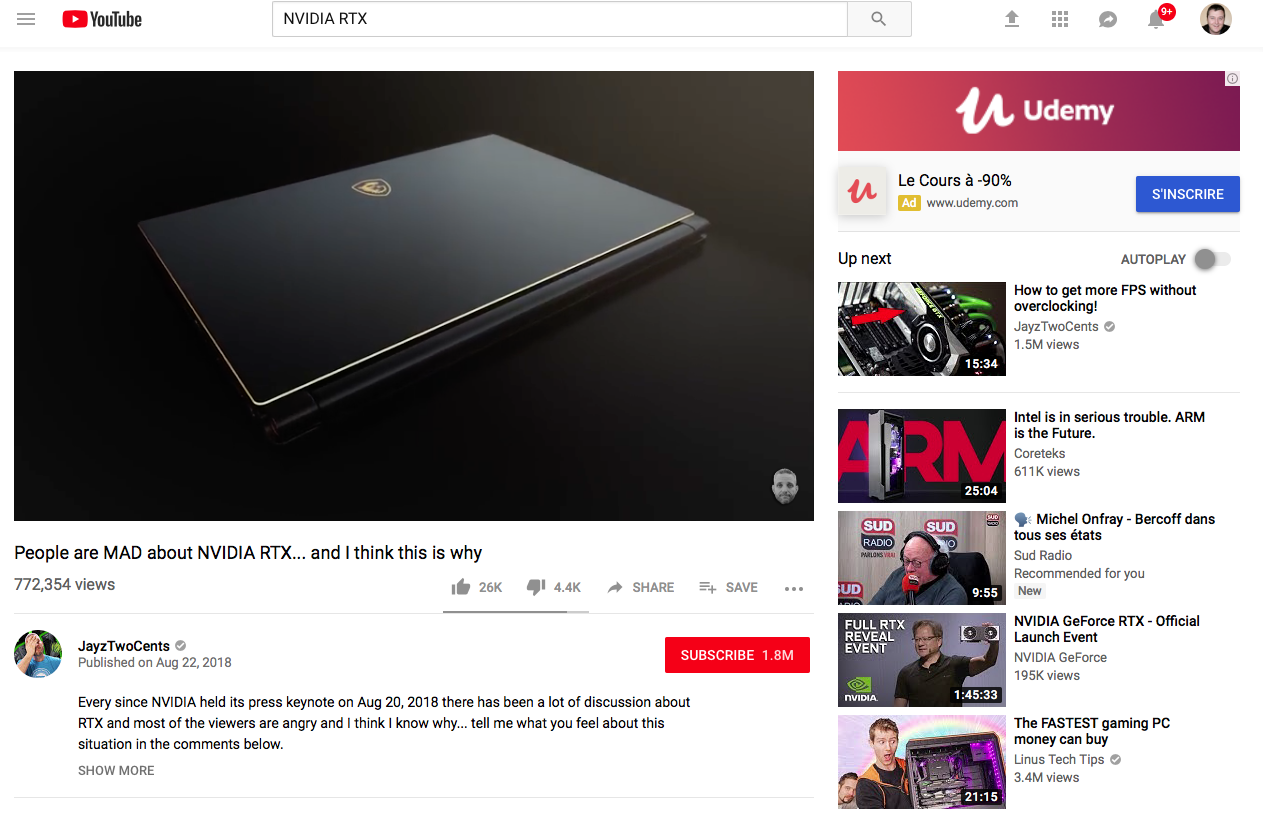 YouTube
NVIDIA RTX
9+
Udemy
Le Cours à -90%
Ad www.udemy.com
S'INSCRIRE
People are MAD about NVIDIA RTX... and I think this is why
772,354 views
26K
4.4K
SHARE
SAVE
JayzTwoCents
Published on Aug 22, 2018
SUBSCRIBE 1.8M
Every since NVIDIA held its press keynote on Aug 20, 2018 there has been a lot of discussion about
RTX and most of the viewers are angry and I think I know why... tell me what you feel about this
situation in the comments below.
SHOW MORE
Up next
AUTOPLAY
GEFORCE GTX
15:34
How to get more FPS without
overclocking!
JayzTwoCents
1.5M views
ARM
25:04
Intel is in serious trouble. ARM
is the Future.
Coreteks
611K views
SUD
RADIO
PARLONS VRAI
SUD
RADIO
SUD
RADIO
SUD
RADIO
9:55
🗣 Michel Onfray - Bercoff dans
tous ses états
Sud Radio
Recommended for you
New
FULL RTX
REVEAL
EVENT
NVIDIA.
1:45:33
NVIDIA GeForce RTX - Official
Launch Event
NVIDIA GeForce
195K views
21:15
The FASTEST gaming PC
money can buy
Linus Tech Tips
3.4M views